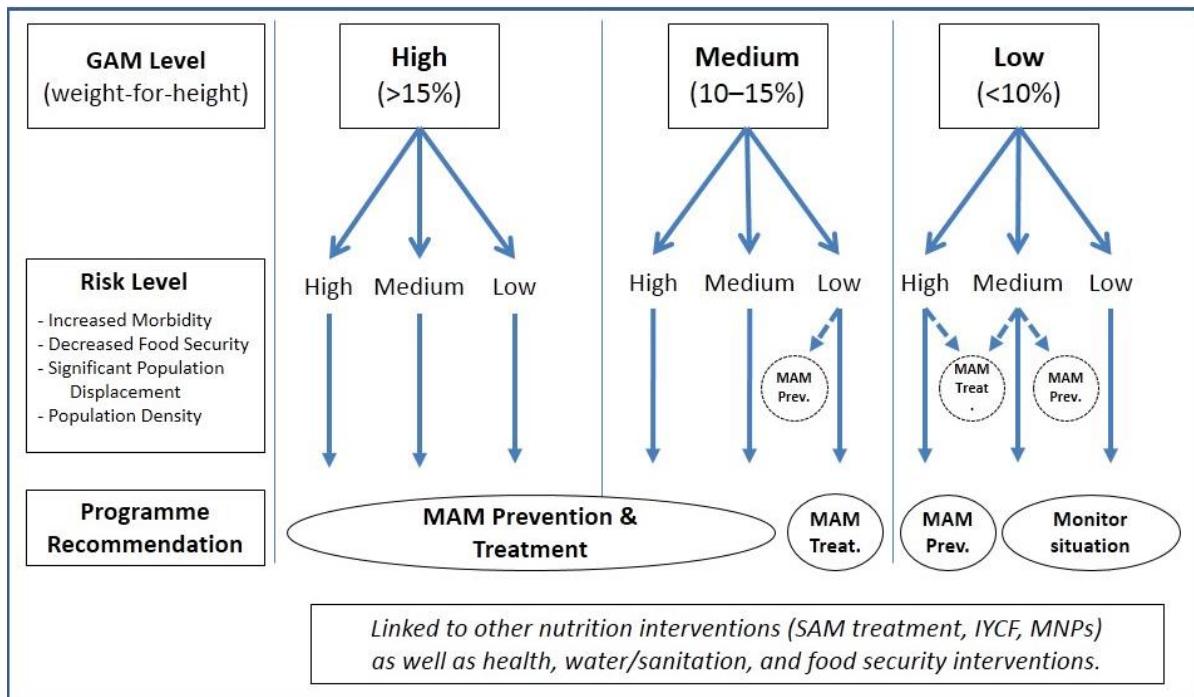 GAM Level
(weight-for-height)
High
(>15%)
Medium
(10–15%)
Low
(<10%)
Risk Level
- Increased Morbidity
- Decreased Food Security
- Significant Population
Displacement
- Population Density
High Medium Low
High Medium Low
High Medium Low
MAM
Prev.
MAM
Treat
.
MAM
Prev.
Programme
Recommendation
MAM Prevention &
Treatment
MAM
Treat.
MAM
Prev.
Monitor
situation
Linked to other nutrition interventions (SAM treatment, IYCF, MNPs)
as well as health, water/sanitation, and food security interventions.